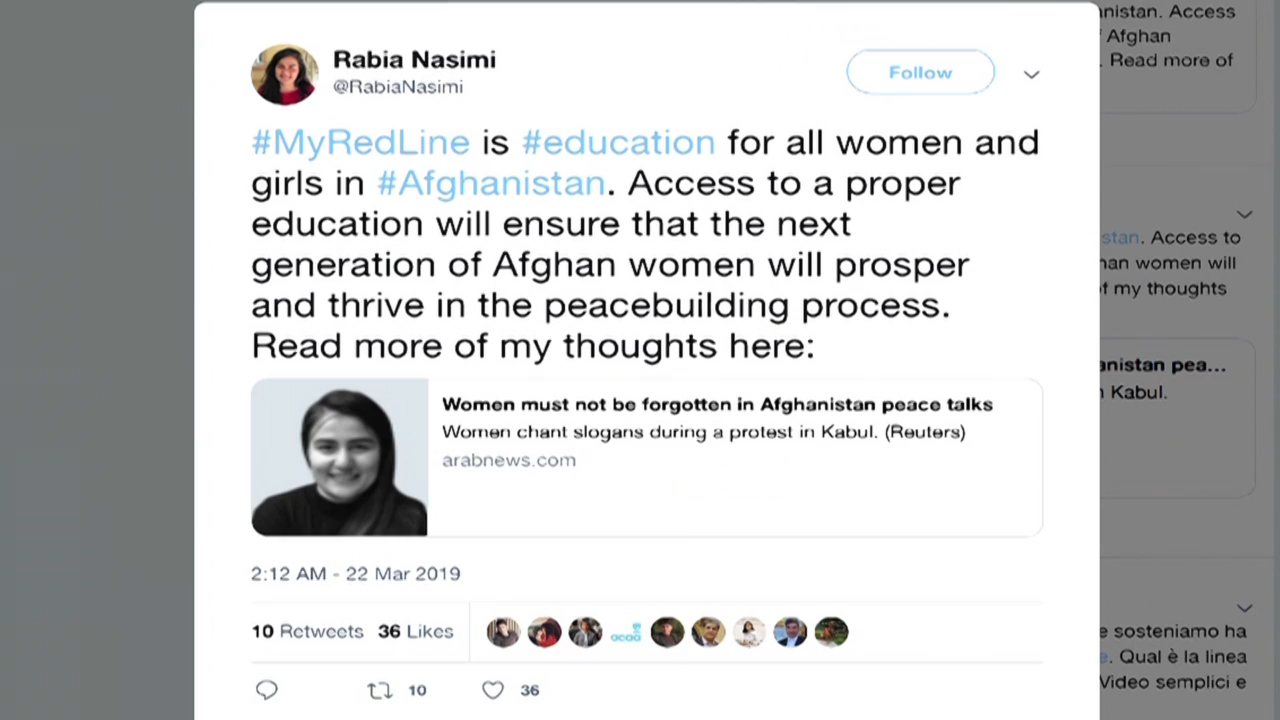 Rabia Nasimi
@RabiaNasimi
Follow
#MyRedLine is #education for all women and
girls in #Afghanistan. Access to a proper
education will ensure that the next
generation of Afghan women will prosper
and thrive in the peacebuilding process.
Read more of my thoughts here:
Women must not be forgotten in Afghanistan peace talks
Women chant slogans during a protest in Kabul. (Reuters)
arabnews.com
2:12 AM - 22 Mar 2019
10 Retweets 36 Likes
10 36
. Access
Afghan
. Read more of
. Access to
women will
my thoughts
pea...
Kabul.
sosteniamo ha
. Qual è la linea
Video semplici e